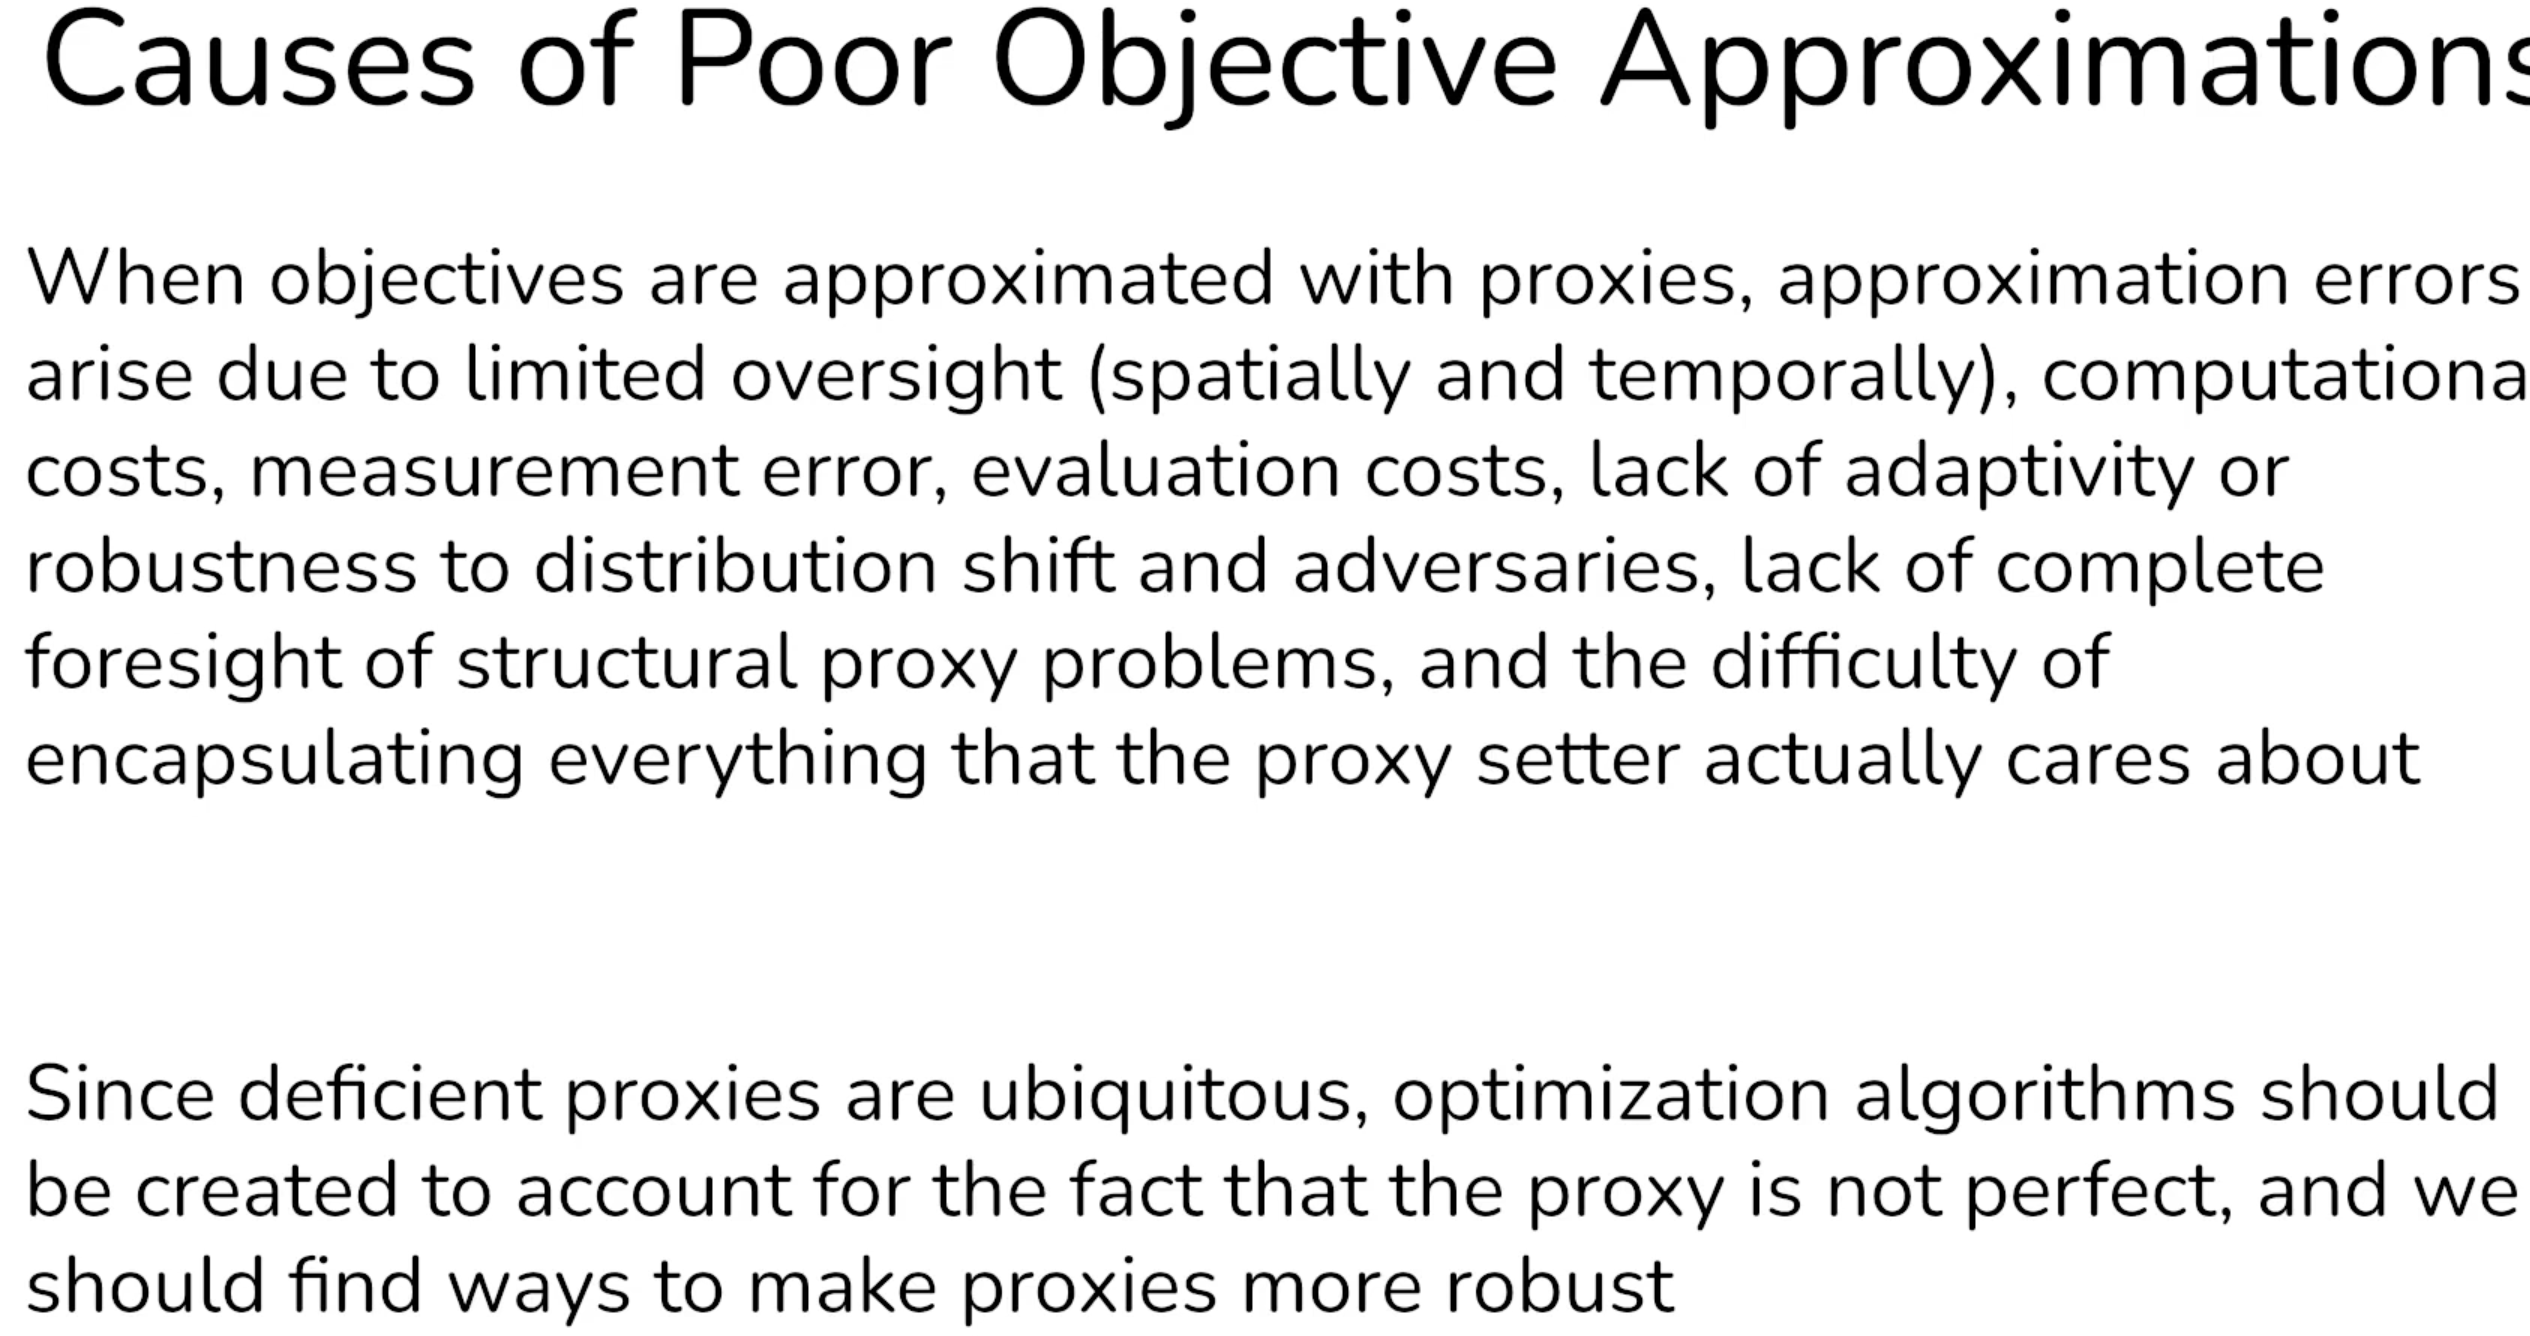 Causes of Poor Objective Approximations
When objectives are approximated with proxies, approximation errors
arise due to limited oversight (spatially and temporally), computationa
costs, measurement error, evaluation costs, lack of adaptivity or
robustness to distribution shift and adversaries, lack of complete
foresight of structural proxy problems, and the difficulty of
encapsulating everything that the proxy setter actually cares about
Since deficient proxies are ubiquitous, optimization algorithms should
be created to account for the fact that the proxy is not perfect, and we
should find ways to make proxies more robust